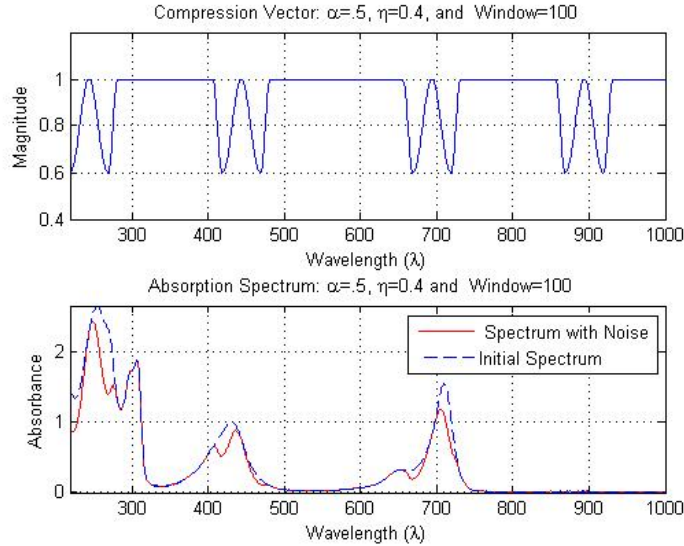 Compression Vector: α=.5, η=0.4, and Window=100
Magnitude
1
0.8
0.6
0.4
300 400 500 600 700 800 900 1000
Wavelength (λ)
Absorption Spectrum: α=.5, η=0.4 and Window=100
Absorbance
2
1
0
Spectrum with Noise
Initial Spectrum
300 400 500 600 700 800 900 1000
Wavelength (λ)